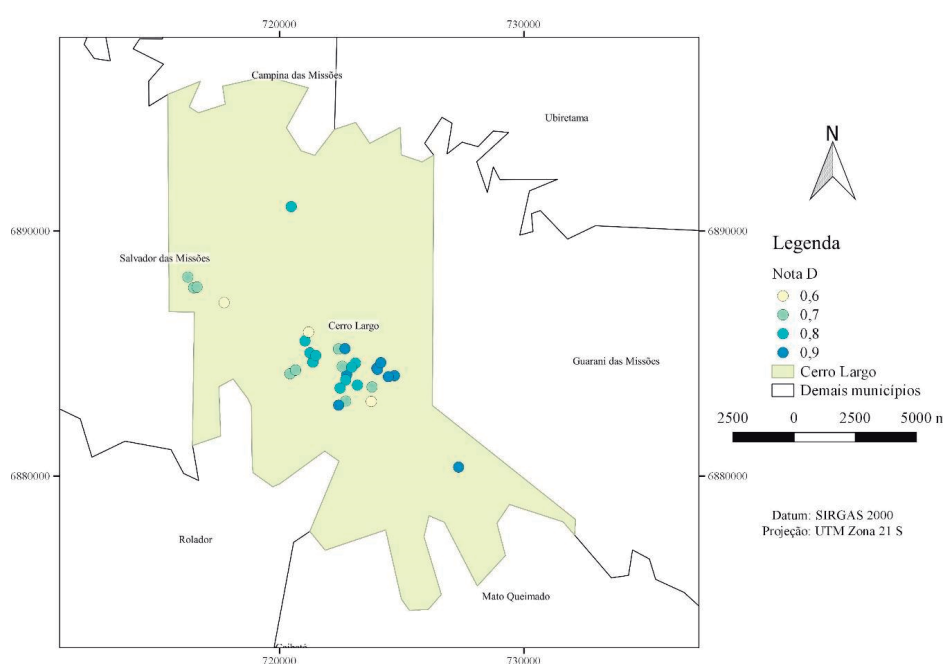 720000
730000
Campina das Missões
Ubiretama
N
6890000
6890000
Legenda
Salvador das Missões
Nota D
0,6
0,7
0,8
0,9
Cerro Largo
Guarani das Missões
Cerro Largo
Demais municípios
2500 0 2500 5000 m
6880000
6880000
Datum: SIRGAS 2000
Projeção: UTM Zona 21 S
Rolador
Mato Queimado
720000
730000